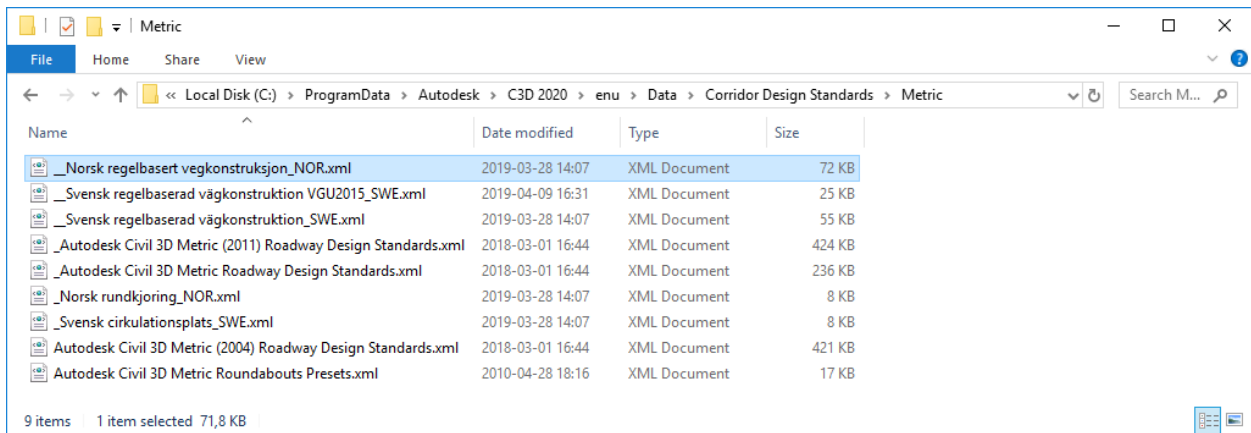 Metric
File Home Share View
« Local Disk (C:) > ProgramData > Autodesk > C3D 2020 > enu > Data > Corridor Design Standards > Metric Search M...
Name Date modified Type Size
__Norsk regelbasert vegkonstruksjon_NOR.xml 2019-03-28 14:07 XML Document 72 KB
__Svensk regelbaserad vägkonstruktion VGU2015_SWE.xml 2019-04-09 16:31 XML Document 25 KB
__Svensk regelbaserad vägkonstruktion_SWE.xml 2019-03-28 14:07 XML Document 55 KB
_Autodesk Civil 3D Metric (2011) Roadway Design Standards.xml 2018-03-01 16:44 XML Document 424 KB
_Autodesk Civil 3D Metric Roadway Design Standards.xml 2018-03-01 16:44 XML Document 236 KB
_Norsk rundkjoring_NOR.xml 2019-03-28 14:07 XML Document 8 KB
_Svensk cirkulationsplats_SWE.xml 2019-03-28 14:07 XML Document 8 KB
Autodesk Civil 3D Metric (2004) Roadway Design Standards.xml 2018-03-01 16:44 XML Document 421 KB
Autodesk Civil 3D Metric Roundabouts Presets.xml 2010-04-28 18:16 XML Document 17 KB
9 items 1 item selected 71,8 KB